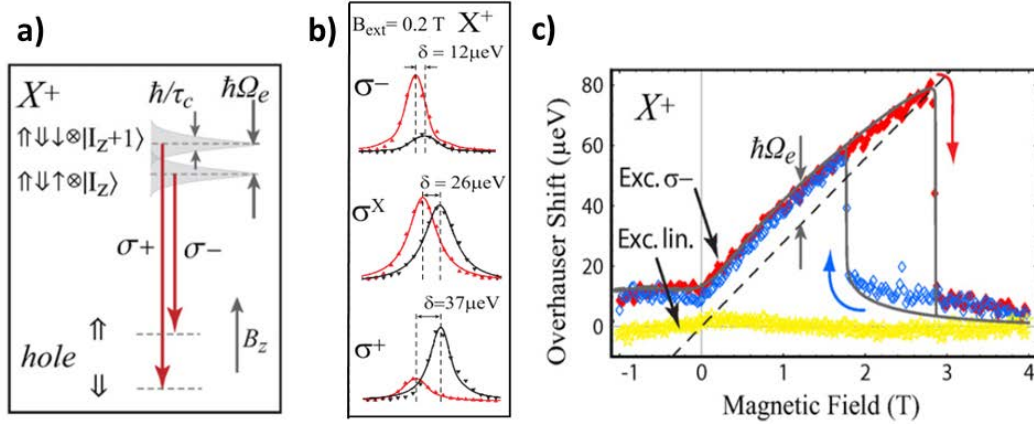 a)
X⁺
ħ/τc
ħΩe
⇑⇓↓⊗|Iz+1⟩
⇑⇓↑⊗|Iz⟩
σ+
σ−
⇑
hole
Bz
⇓
b)
Bext= 0.2 T X⁺
δ = 12μeV
σ−
δ = 26μeV
σX
δ=37μeV
σ+
c)
80
60
40
20
0
Overhauser Shift (μeV)
X⁺
ħΩe
Exc. σ−
Exc. lin.
-1 0 1 2 3 4
Magnetic Field (T)